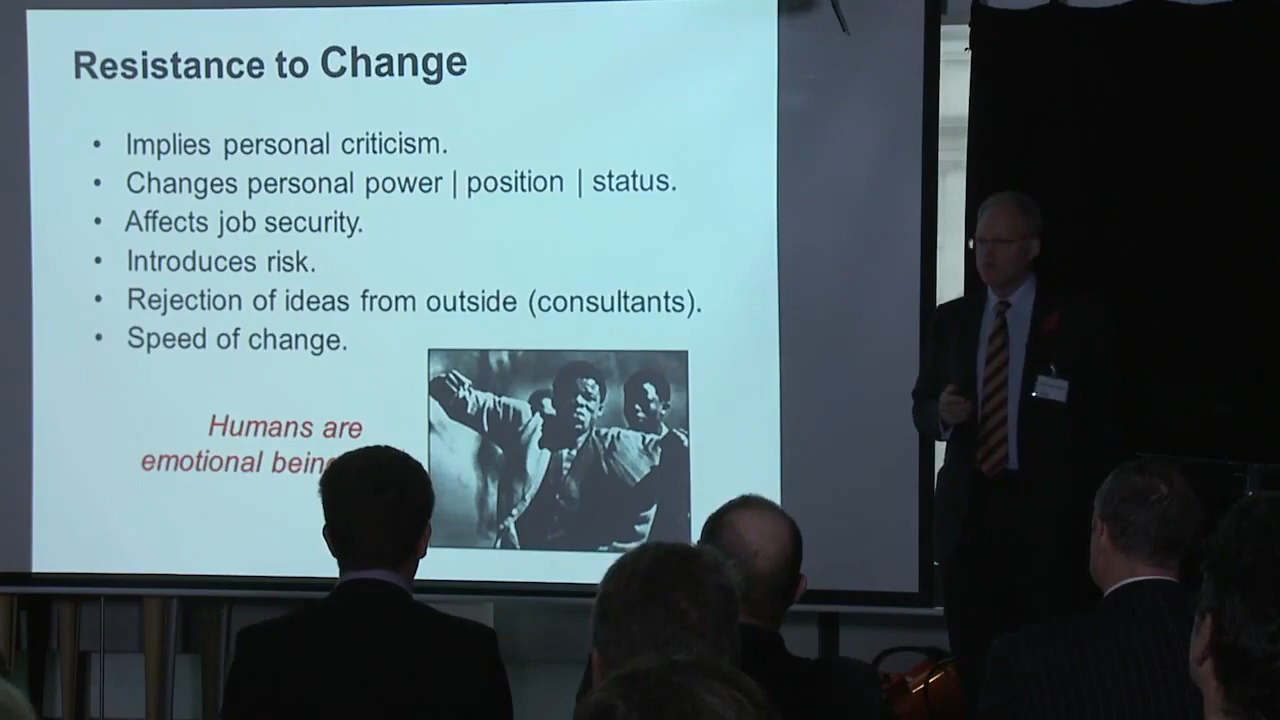 Resistance to Change
• Implies personal criticism.
• Changes personal power | position | status.
• Affects job security.
• Introduces risk.
• Rejection of ideas from outside (consultants).
• Speed of change.
Humans are
emotional